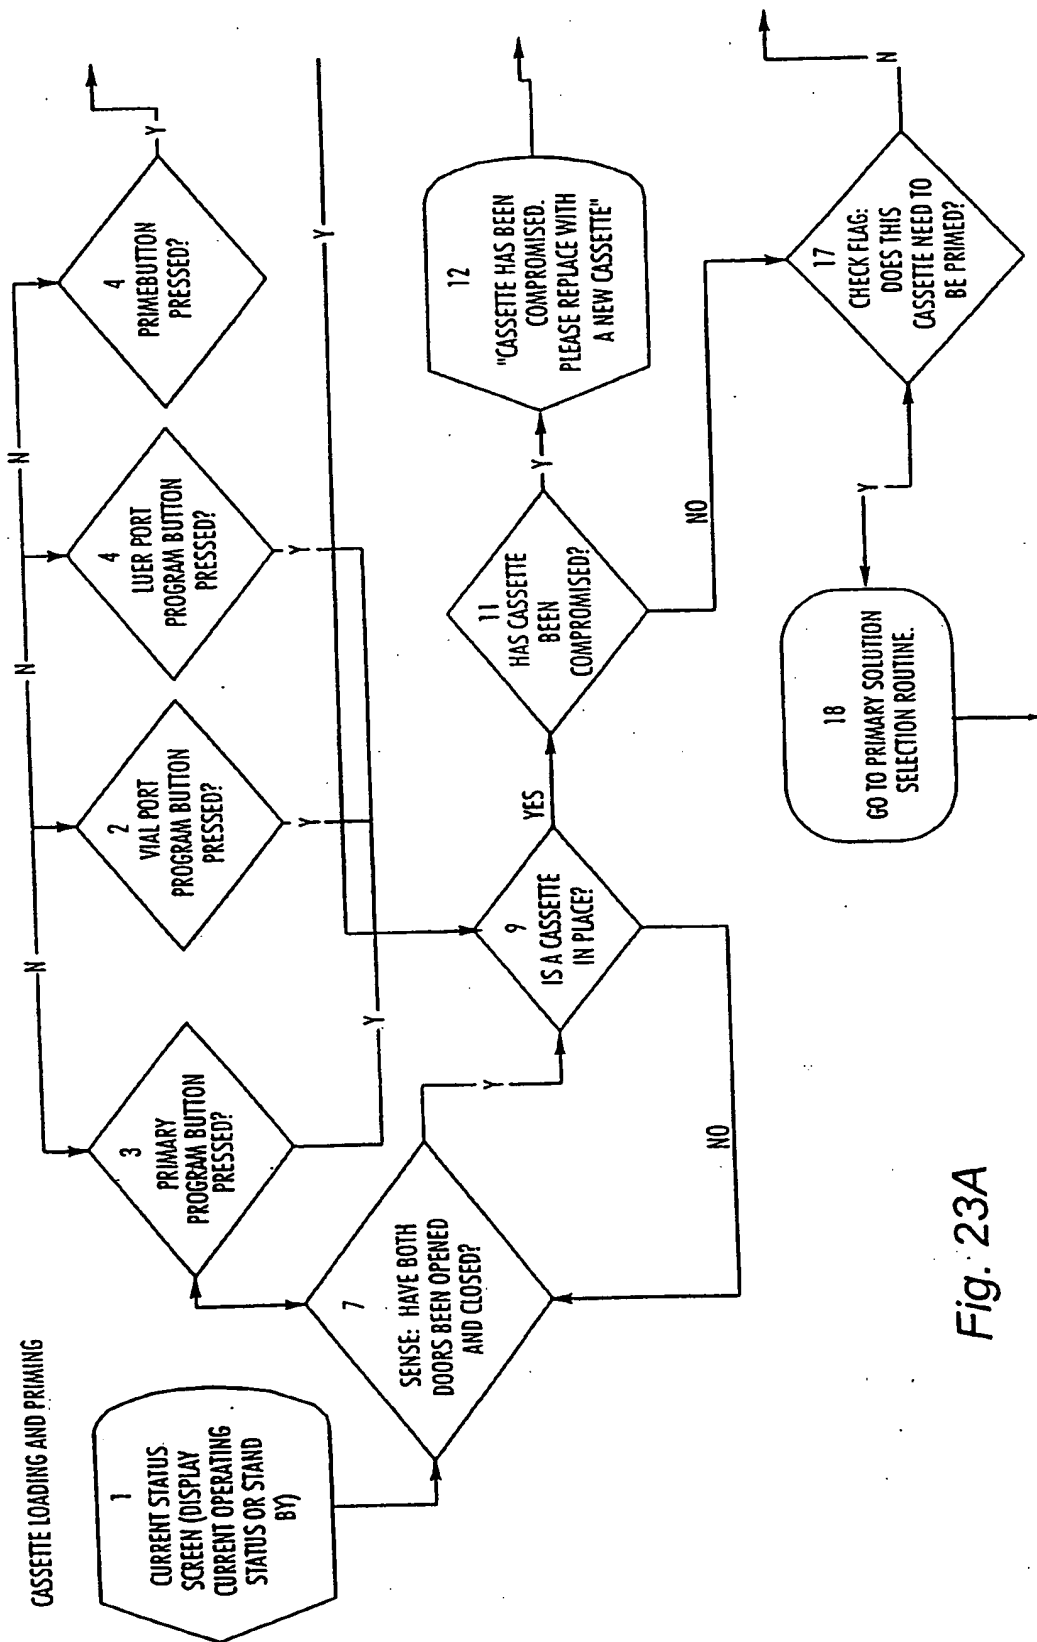 CASSETTE LOADING AND PRIMING
1
CURRENT STATUS
SCREEN (DISPLAY
CURRENT OPERATING
STATUS OR STAND
BY)
7
SENSE: HAVE BOTH
DOORS BEEN OPENED
AND CLOSED?
3
PRIMARY
PROGRAM BUTTON
PRESSED?
N
Y
2
VIAL PORT
PROGRAM BUTTON
PRESSED?
N
Y
4
LUER PORT
PROGRAM BUTTON
PRESSED?
N
Y
4
PRIMEBUTTON
PRESSED?
Y
Y
Y
9
IS A CASSETTE
IN PLACE?
YES
NO
11
HAS CASSETTE
BEEN
COMPROMISED?
Y
NO
12
"CASSETTE HAS BEEN
COMPROMISED.
PLEASE REPLACE WITH
A NEW CASSETTE"
17
CHECK FLAG:
DOES THIS
CASSETTE NEED TO
BE PRIMED?
N
Y
18
GO TO PRIMARY SOLUTION
SELECTION ROUTINE.
Fig. 23A